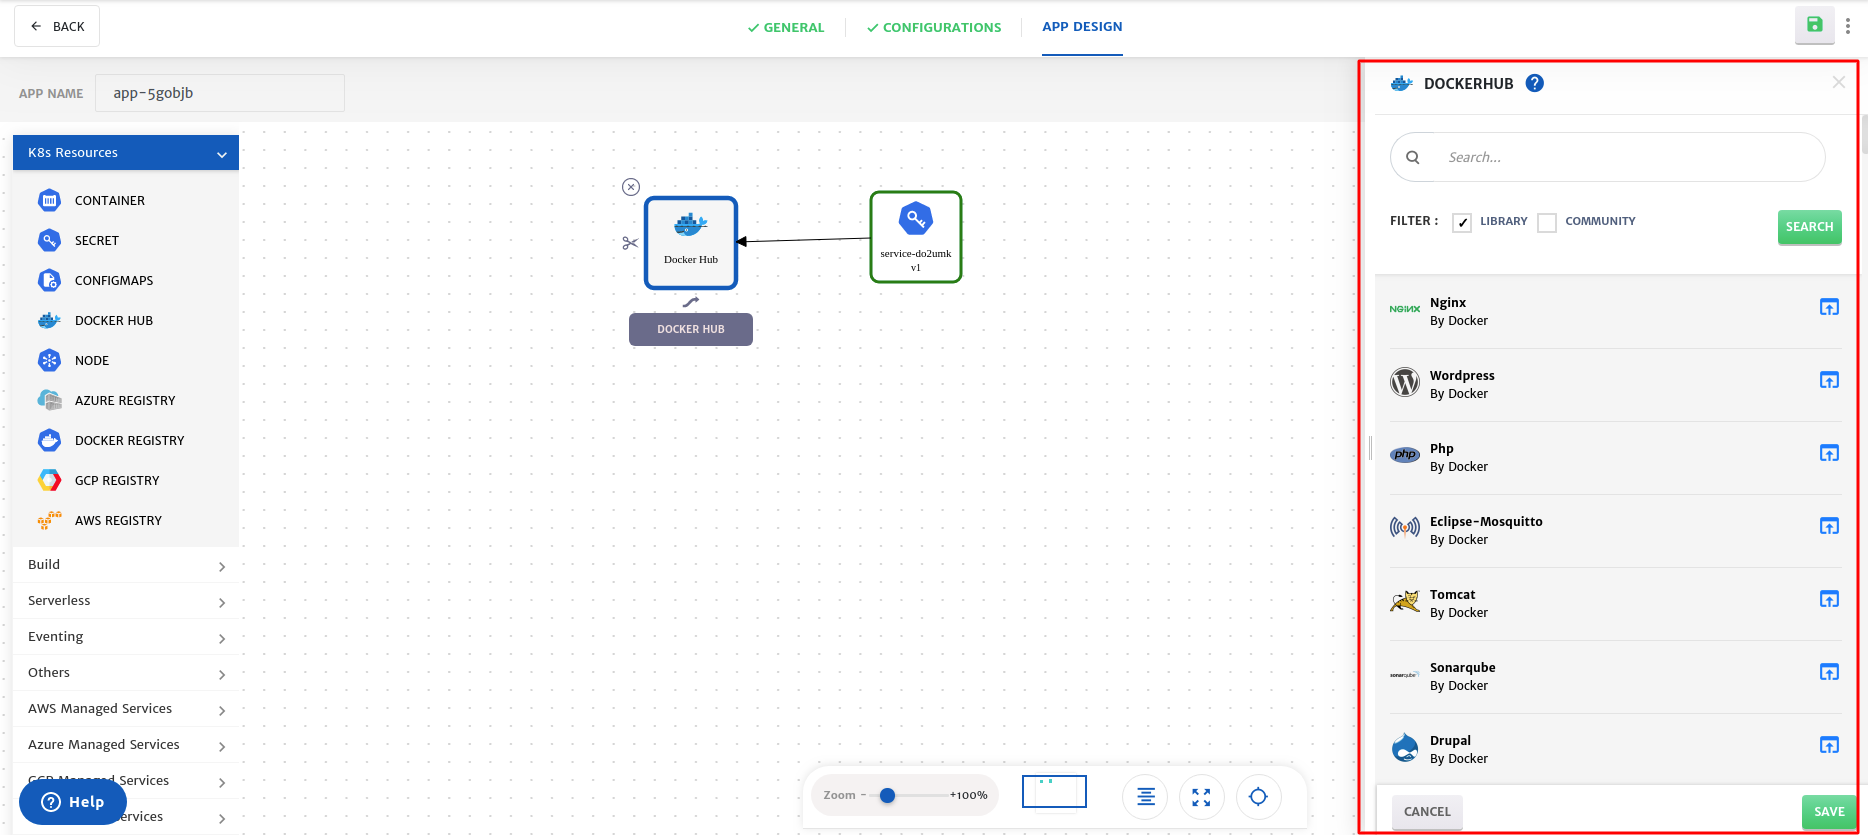 BACK
GENERAL
CONFIGURATIONS
APP DESIGN
APP NAME
app-5gobjb
K8s Resources
CONTAINER
SECRET
CONFIGMAPS
DOCKER HUB
NODE
AZURE REGISTRY
DOCKER REGISTRY
GCP REGISTRY
AWS REGISTRY
Build
Serverless
Eventing
Others
AWS Managed Services
Azure Managed Services
GCP Managed Services
Services
Help
Docker Hub
DOCKER HUB
service-do2umk
v1
Zoom - +100%
DOCKERHUB ?
Search...
FILTER : LIBRARY COMMUNITY
SEARCH
NGINX
Nginx
By Docker
Wordpress
By Docker
php
Php
By Docker
Eclipse-Mosquitto
By Docker
Tomcat
By Docker
sonarqube
Sonarqube
By Docker
Drupal
By Docker
CANCEL
SAVE